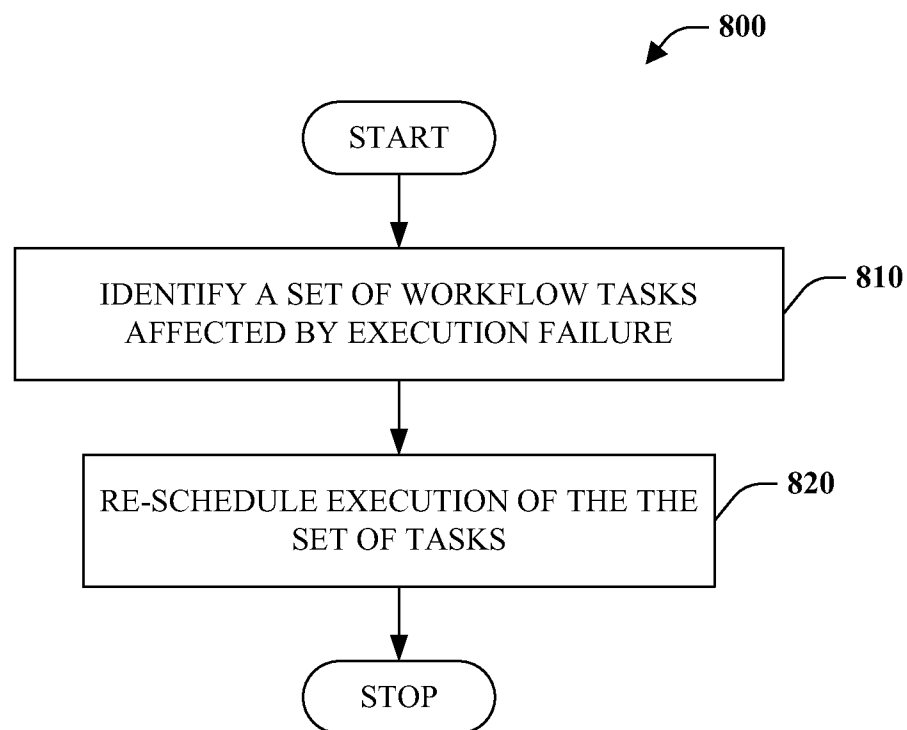 800
START
IDENTIFY A SET OF WORKFLOW TASKS
AFFECTED BY EXECUTION FAILURE
810
RE-SCHEDULE EXECUTION OF THE THE
SET OF TASKS
820
STOP